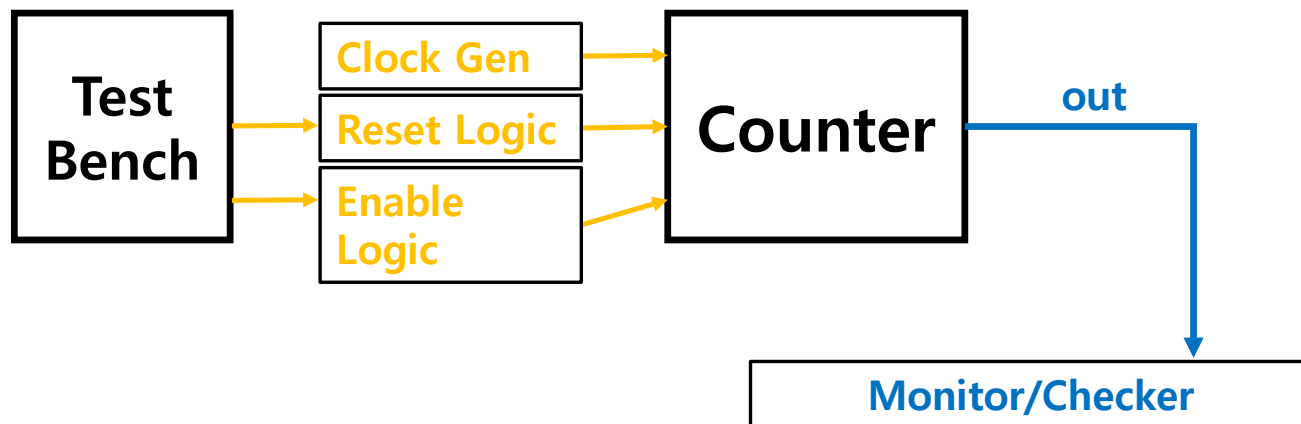 Test
Bench
Clock Gen
Reset Logic
Enable
Logic
Counter
out
Monitor/Checker